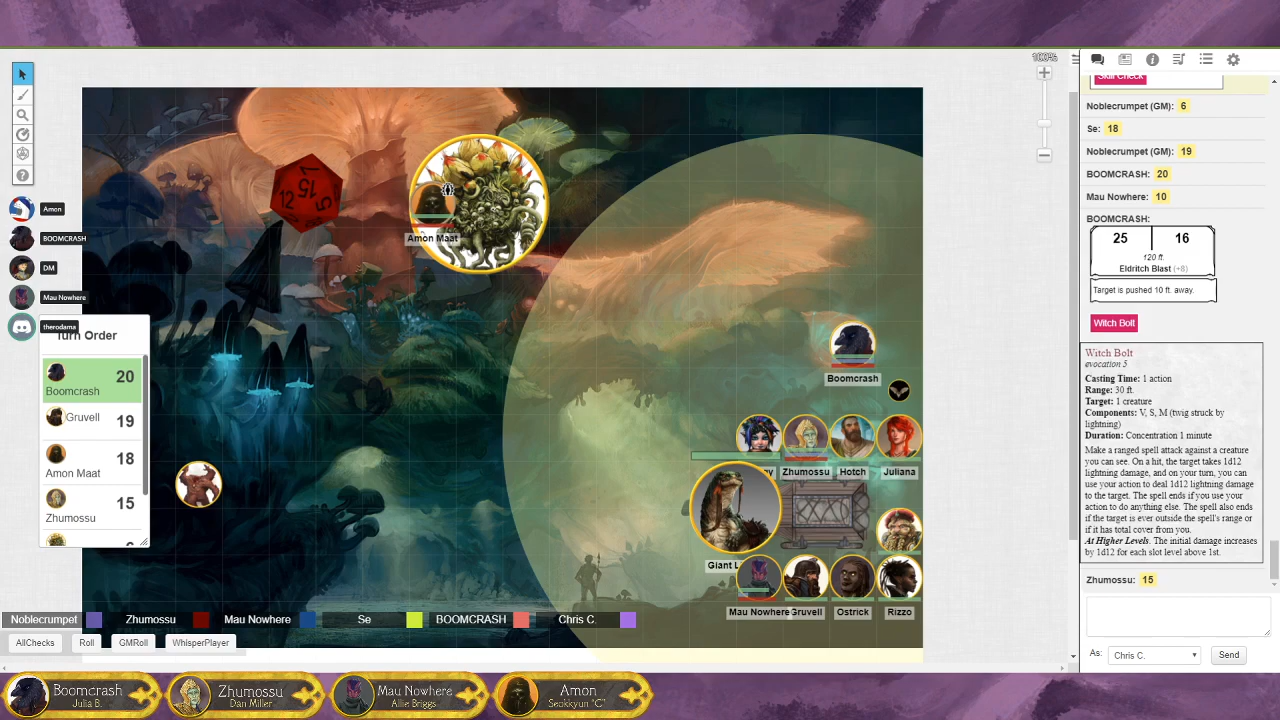 100%
Skill Check
Noblecrumpet (GM): 6
Se: 18
Noblecrumpet (GM): 19
BOOMCRASH: 20
Mau Nowhere: 10
BOOMCRASH:
25 16
120 ft.
Eldritch Blast (+8)
Target is pushed 10 ft. away.
Witch Bolt
Witch Bolt
evocation 5
Casting Time: 1 action
Range: 30 ft.
Target: 1 creature
Components: V, S, M (twig struck by
lightning)
Duration: Concentration 1 minute
Make a ranged spell attack against a creature
you can see. On a hit, the target takes 1d12
lightning damage, and on your turn, you can
use your action to deal 1d12 lightning damage
to the target. The spell ends if you use your
action to do anything else. The spell also ends
if the target is ever outside the spell's range or
if it has total cover from you.
At Higher Levels. The initial damage increases
by 1d12 for each slot level above 1st.
Zhumossu: 15
As: Chris C.
Send
Amon
BOOMCRASH
DM
Mau Nowhere
therodama
Turn Order
Boomcrash 20
Gruvell 19
Amon Maat 18
Zhumossu 15
7
15
12
5
Amon Maat
Boomcrash
Zhumossu
Hotch
Juliana
Giant L
Mau Nowhere
Gruvell
Ostrick
Rizzo
Noblecrumpet
Zhumossu
Mau Nowhere
Se
BOOMCRASH
Chris C.
AllChecks
Roll
GMRoll
WhisperPlayer
Boomcrash
Julia B.
Zhumossu
Dan Miller
Mau Nowhere
Allie Briggs
Amon
Seokkyun "C"